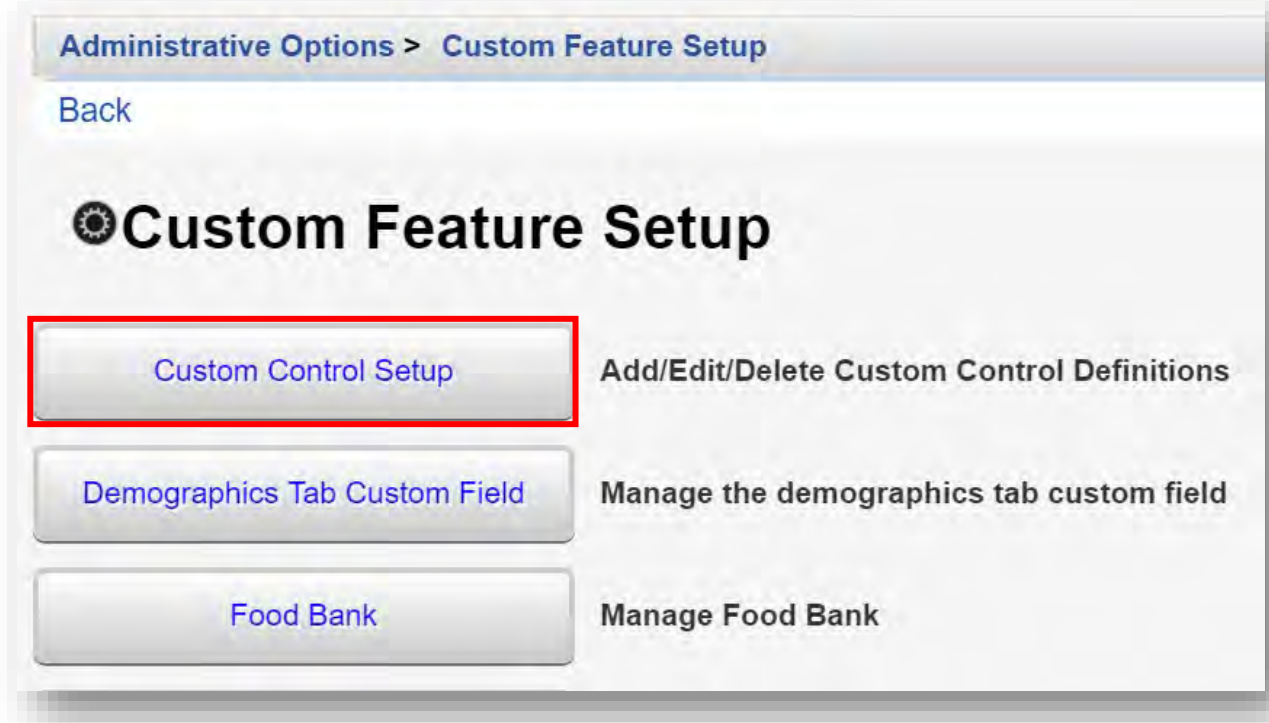 Administrative Options > Custom Feature Setup
Back
Custom Feature Setup
Custom Control Setup Add/Edit/Delete Custom Control Definitions
Demographics Tab Custom Field Manage the demographics tab custom field
Food Bank Manage Food Bank